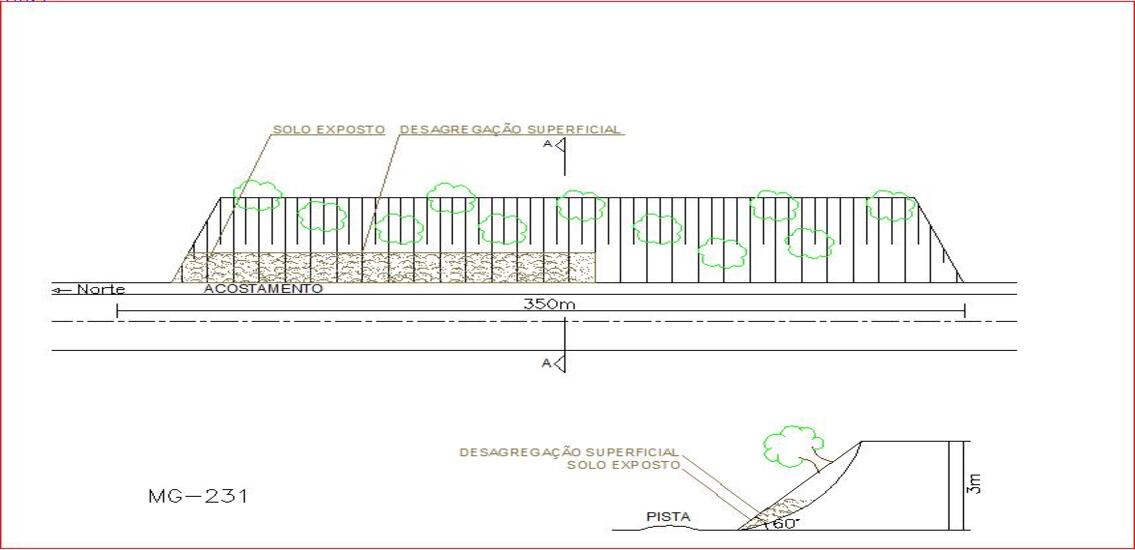 SOLO EXPOSTO DESAGREGAÇÃO SUPERFICIAL
A
Norte
ACOSTAMENTO
350m
A
DESAGREGAÇÃO SUPERFICIAL
SOLO EXPOSTO
3m
MG-231
PISTA
60°